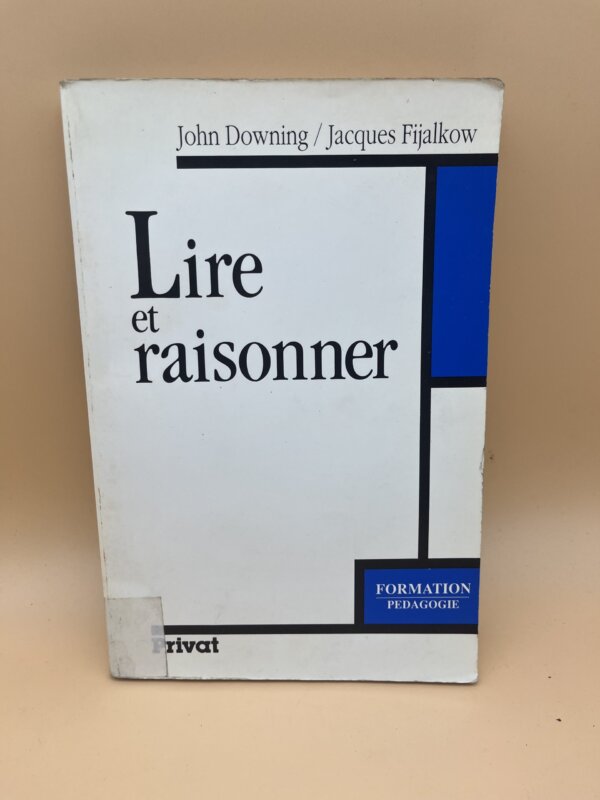 John Downing / Jacques Fijalkow
Lire
et
raisonner
FORMATION
PEDAGOGIE
Privat